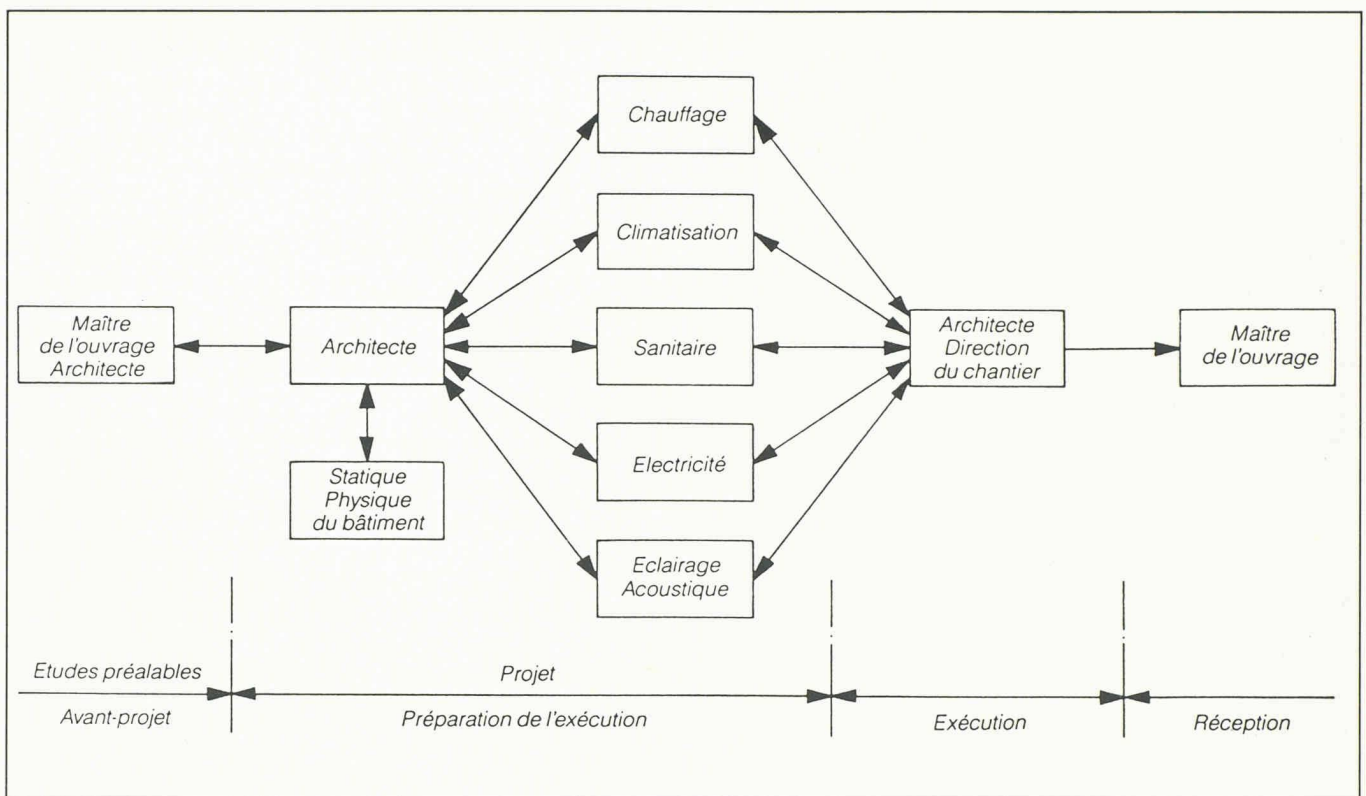 Chauffage
Climatisation
Maître
de l'ouvrage
Architecte
Architecte
Sanitaire
Architecte
Direction
du chantier
Maître
de l'ouvrage
Statique
Physique
du bâtiment
Electricité
Eclairage
Acoustique
Etudes préalables
Avant-projet
Projet
Préparation de l'exécution
Exécution
Réception